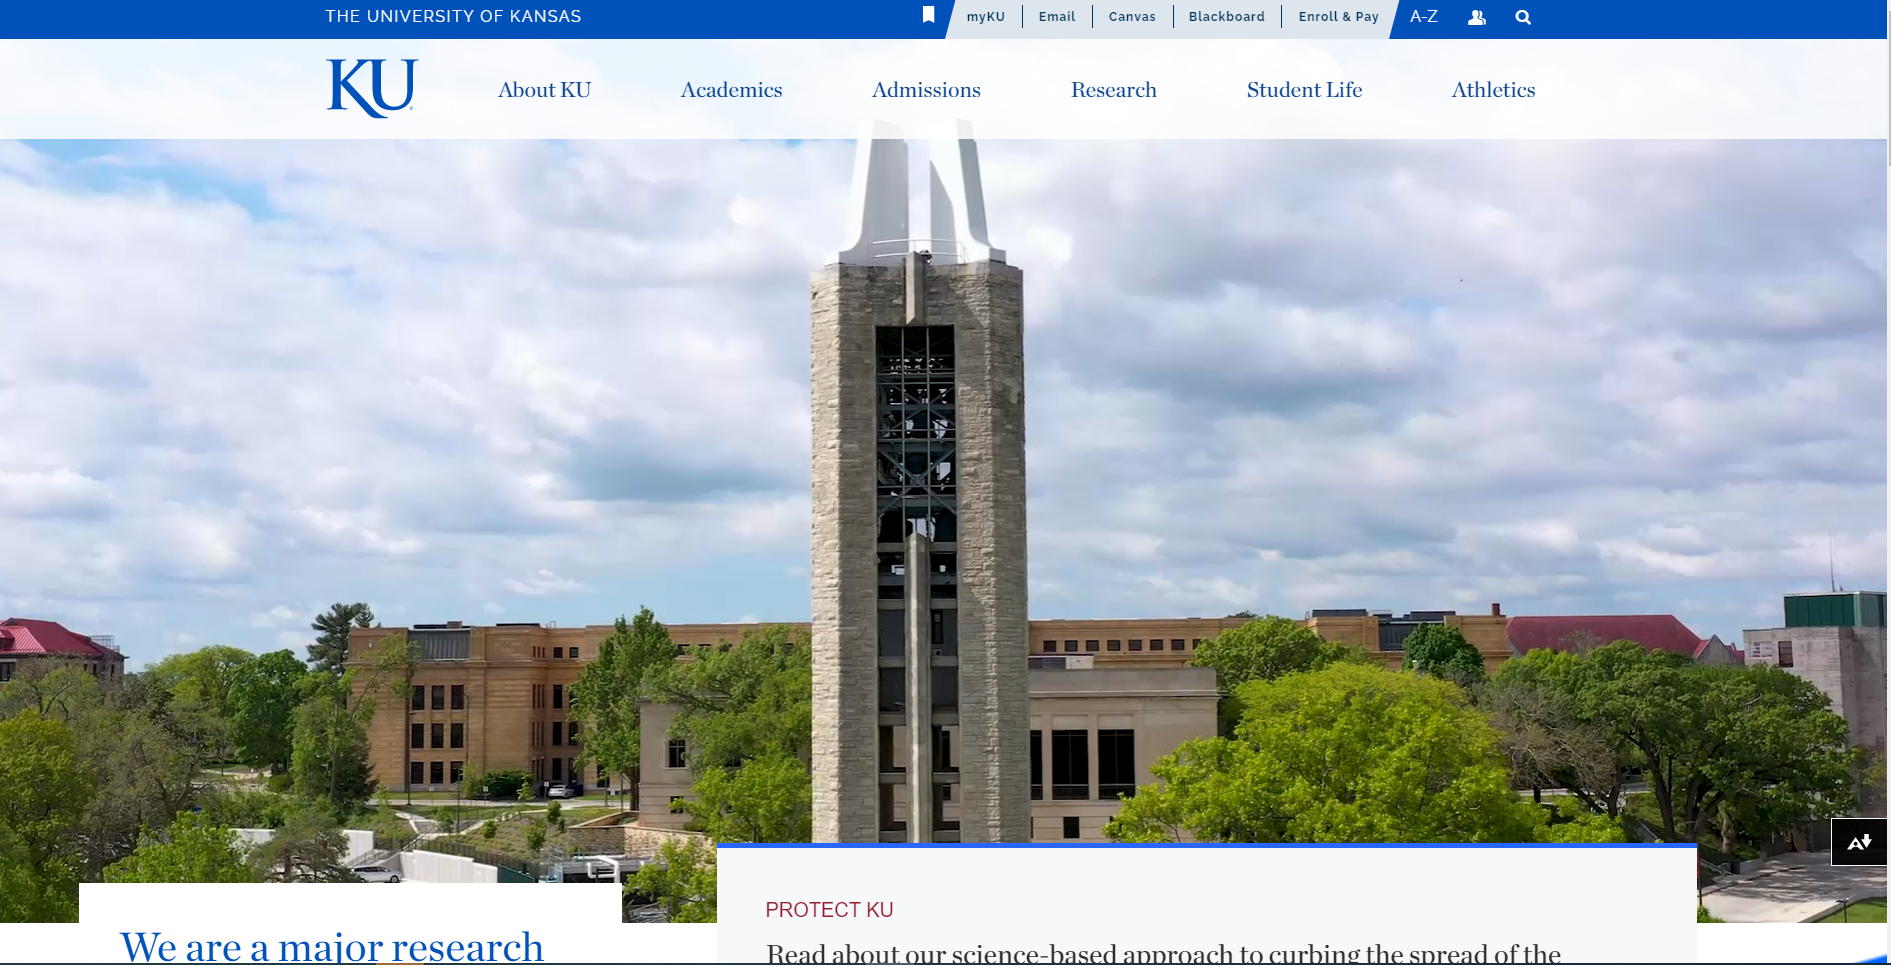 THE UNIVERSITY OF KANSAS
myKU
Email
Canvas
Blackboard
Enroll & Pay
A-Z
KU
About KU
Academics
Admissions
Research
Student Life
Athletics
We are a major research
PROTECT KU
Read about our science-based approach to curbing the spread of the